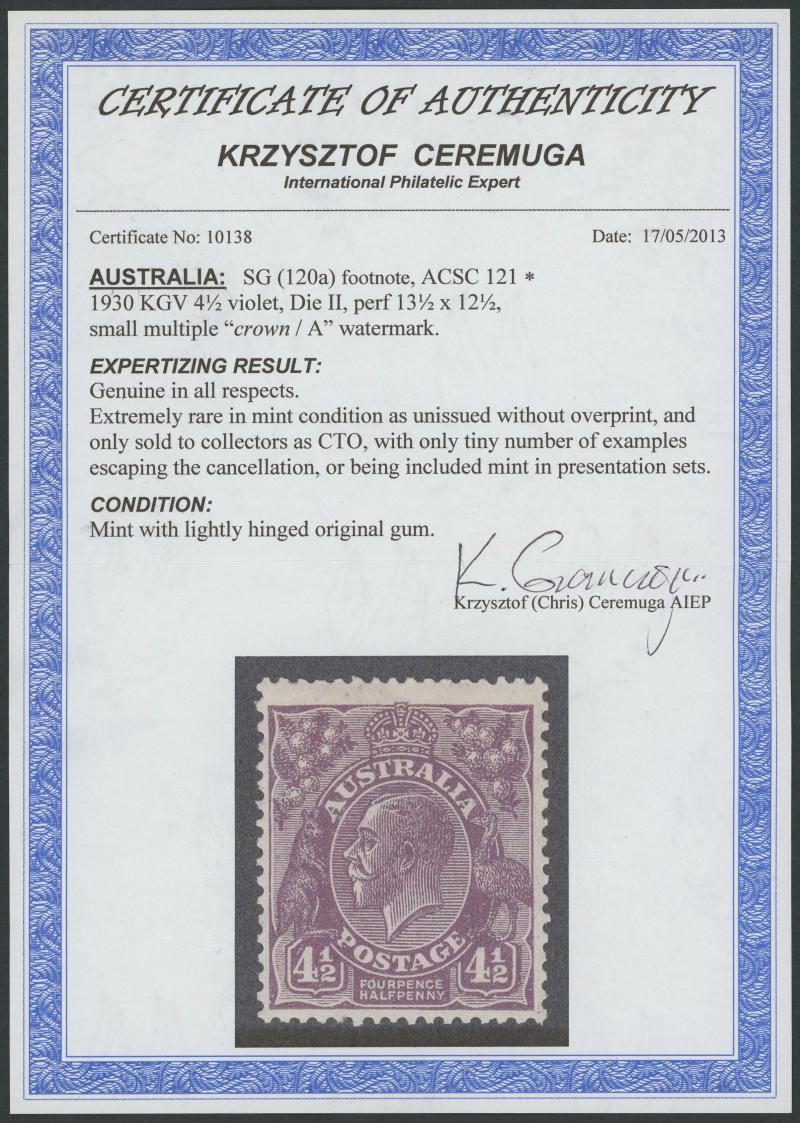 CERTIFICATE OF AUTHENTICITY
KRZYSZTOF CEREMUGA
International Philatelic Expert
Certificate No: 10138 Date: 17/05/2013
AUSTRALIA: SG (120a) footnote, ACSC 121 *
1930 KGV 4½ violet, Die II, perf 13½ x 12½,
small multiple “crown / A” watermark.
EXPERTIZING RESULT:
Genuine in all respects.
Extremely rare in mint condition as unissued without overprint, and
only sold to collectors as CTO, with only tiny number of examples
escaping the cancellation, or being included mint in presentation sets.
CONDITION:
Mint with lightly hinged original gum.
K. Ceremuga
Krzysztof (Chris) Ceremuga AIEP
AUSTRALIA
POSTAGE
4½ 4½
FOURPENCE
HALFPENNY